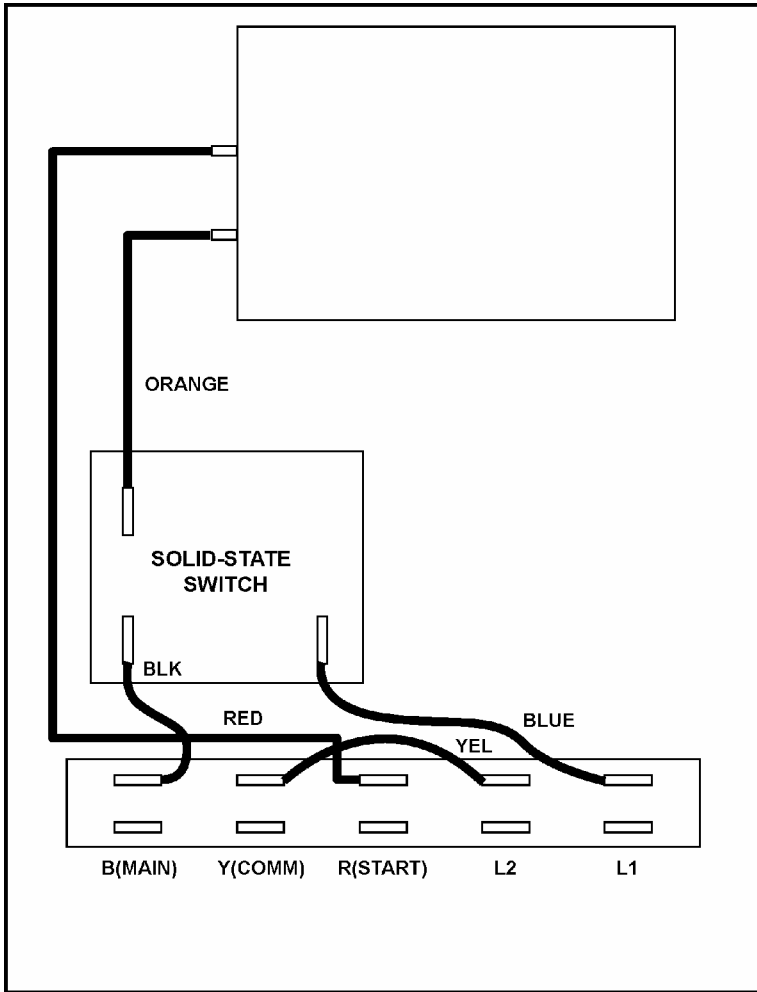 ORANGE
SOLID-STATE
SWITCH
BLK
RED
BLUE
YEL
B(MAIN) Y(COMM) R(START) L2 L1